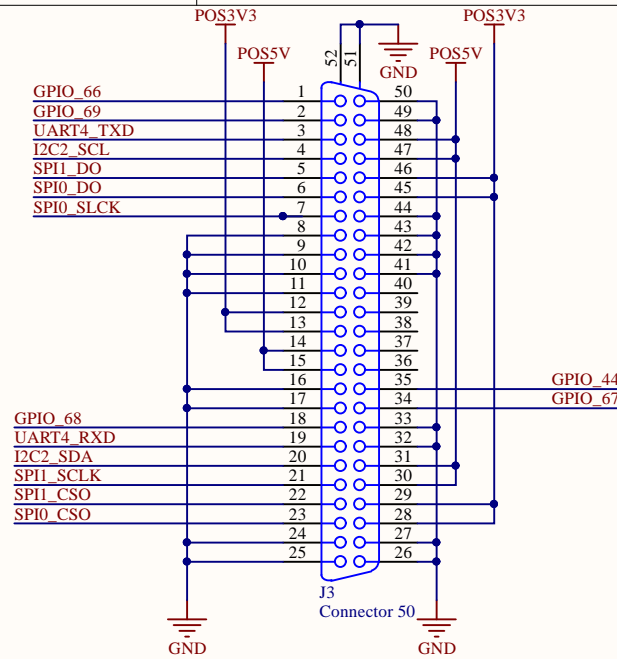 POS3V3 POS3V3
POS5V 52 51 POS5V
GND
GPIO_66 1 50
GPIO_69 2 49
UART4_TXD 3 48
I2C2_SCL 4 47
SPI1_DO 5 46
SPI0_DO 6 45
SPI0_SLCK 7 44
8 43
9 42
10 41
11 40
12 39
13 38
14 37
15 36
16 35 GPIO_44
17 34 GPIO_67
GPIO_68 18 33
UART4_RXD 19 32
I2C2_SDA 20 31
SPI1_SCLK 21 30
SPI1_CSO 22 29
SPI0_CSO 23 28
24 27
25 26
J3
Connector 50
GND GND